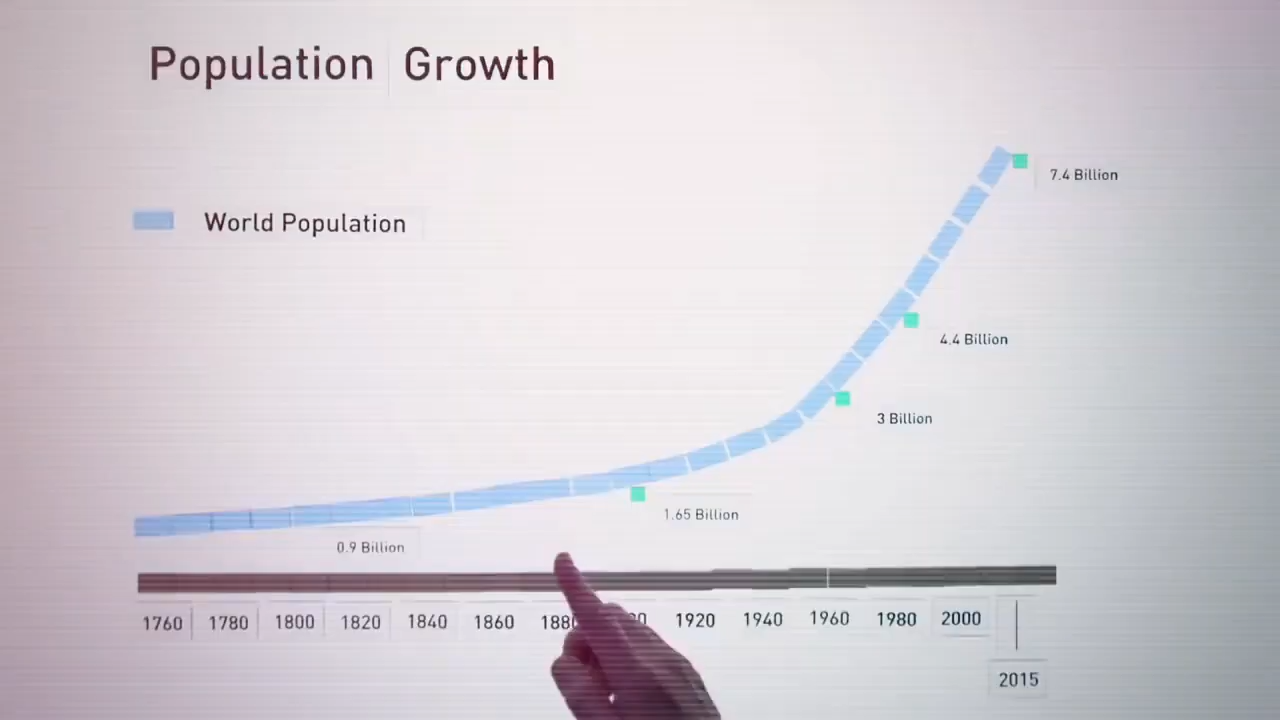 Population Growth
World Population
7.4 Billion
4.4 Billion
3 Billion
1.65 Billion
0.9 Billion
1760 1780 1800 1820 1840 1860 1920 1940 1960 1980 2000
2015